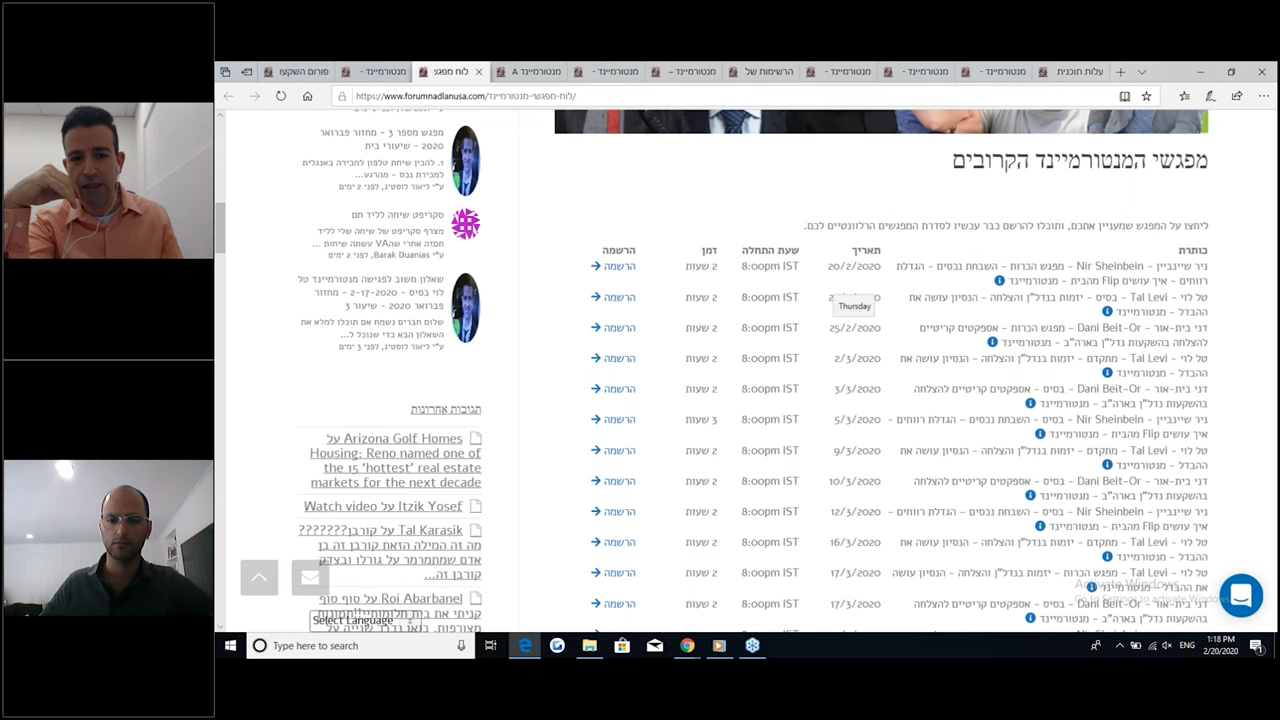 פורום השקעו
מנטורמיינד -
לוח מפגשי
מנטורמיינד A
מנטורמיינד -
מנטורמיינד –
הרשימות של
מנטורמיינד -
מנטורמיינד -
מנטורמיינד -
עלות תוכנית
https://www.forumnadlanusa.com/לוח-מפגשי-מנטורמיינד/
מפגשי המנטורמיינד הקרובים
ליחצו על המפגש שמעניין אתכם, ותוכלו להרשם כבר עכשיו לסדרת המפגשים הרלוונטיים לכם.
כותרת תאריך שעת התחלה זמן הרשמה
ניר שיינביין – Nir Sheinbein - מפגש הכרות - השבחת נכסים - הגדלת 20/2/2020 8:00pm IST 2 שעות הרשמה
רווחים - איך עושים Flip מהבית - מנטורמיינד
טל לוי - Tal Levi - בסיס - יזמות בנדל"ן והצלחה - הנסיון עושה את 8:00pm IST 2 שעות הרשמה
ההבדל - מנטורמיינד
Thursday
דני בית-אור - Dani Beit-Or - מפגש הכרות - אספקטים קריטיים 25/2/2020 8:00pm IST 2 שעות הרשמה
להצלחה בהשקעות נדל"ן בארה"ב - מנטורמיינד
טל לוי - Tal Levi - מתקדם - יזמות בנדל"ן והצלחה - הנסיון עושה את 2/3/2020 8:00pm IST 2 שעות הרשמה
ההבדל - מנטורמיינד
דני בית-אור - Dani Beit-Or - בסיס - אספקטים קריטיים להצלחה 3/3/2020 8:00pm IST 2 שעות הרשמה
בהשקעות נדל"ן בארה"ב - מנטורמיינד
ניר שיינביין – Nir Sheinbein - בסיס - השבחת נכסים – הגדלת רווחים - 5/3/2020 8:00pm IST 3 שעות הרשמה
איך עושים Flip מהבית - מנטורמיינד
טל לוי - Tal Levi - מתקדם - יזמות בנדל"ן והצלחה - הנסיון עושה את 9/3/2020 8:00pm IST 2 שעות הרשמה
ההבדל - מנטורמיינד
דני בית-אור - Dani Beit-Or - בסיס - אספקטים קריטיים להצלחה 10/3/2020 8:00pm IST 2 שעות הרשמה
בהשקעות נדל"ן בארה"ב - מנטורמיינד
ניר שיינביין – Nir Sheinbein - בסיס - השבחת נכסים – הגדלת רווחים - 12/3/2020 8:00pm IST 2 שעות הרשמה
איך עושים Flip מהבית - מנטורמיינד
טל לוי - Tal Levi - מתקדם - יזמות בנדל"ן והצלחה - הנסיון עושה את 16/3/2020 8:00pm IST 2 שעות הרשמה
ההבדל - מנטורמיינד
טל לוי - Tal Levi - מפגש הכרות - יזמות בנדל"ן והצלחה - הנסיון עושה 17/3/2020 8:00pm IST 2 שעות הרשמה
את ההבדל - מנטורמיינד
דני בית-אור - Dani Beit-Or - בסיס - אספקטים קריטיים להצלחה 17/3/2020 8:00pm IST 2 שעות הרשמה
בהשקעות נדל"ן בארה"ב - מנטורמיינד
Activate Windows
Go to Settings to activate Windows.
מפגש מספר 3 - מחזור פברואר
2020 - שיעורי בית
1. להכין שיחת טלפון למכירה באנגלית
למכירת נכס - מהרגע...
ע"י ליאור לוסטיג, לפני 2 ימים
סקריפט שיחה לליד חם
מצרף סקריפט של שיחה שלי לליד
חםזה אחרי שהVA עשתה שיחות ...
ע"י Barak Duanias, לפני 2 ימים
שאלון משוב לפגישה מנטורמיינד טל
לוי בסיס - 2-17-2020 - מחזור
פברואר 2020 - שיעור 3
שלום חברים נשמח אם תוכלו למלא את
השאלון הבא כדי שנוכל ל...
ע"י ליאור לוסטיג, לפני 3 ימים
תגובות אחרונות
Arizona Golf Homes על
Housing: Reno named one of
the 15 ‘hottest’ real estate
markets for the next decade
Itzik Yosef על Watch video
Tal Karasik על קורבן???????
מה זה המילה הזאת קורבן זה בן
אדם שמתמרמר על גורלו ובצדק
קורבן זה...
Roi Abarbanel על סוף סוף
Select Language
Type here to search
ENG
1:18 PM
2/20/2020